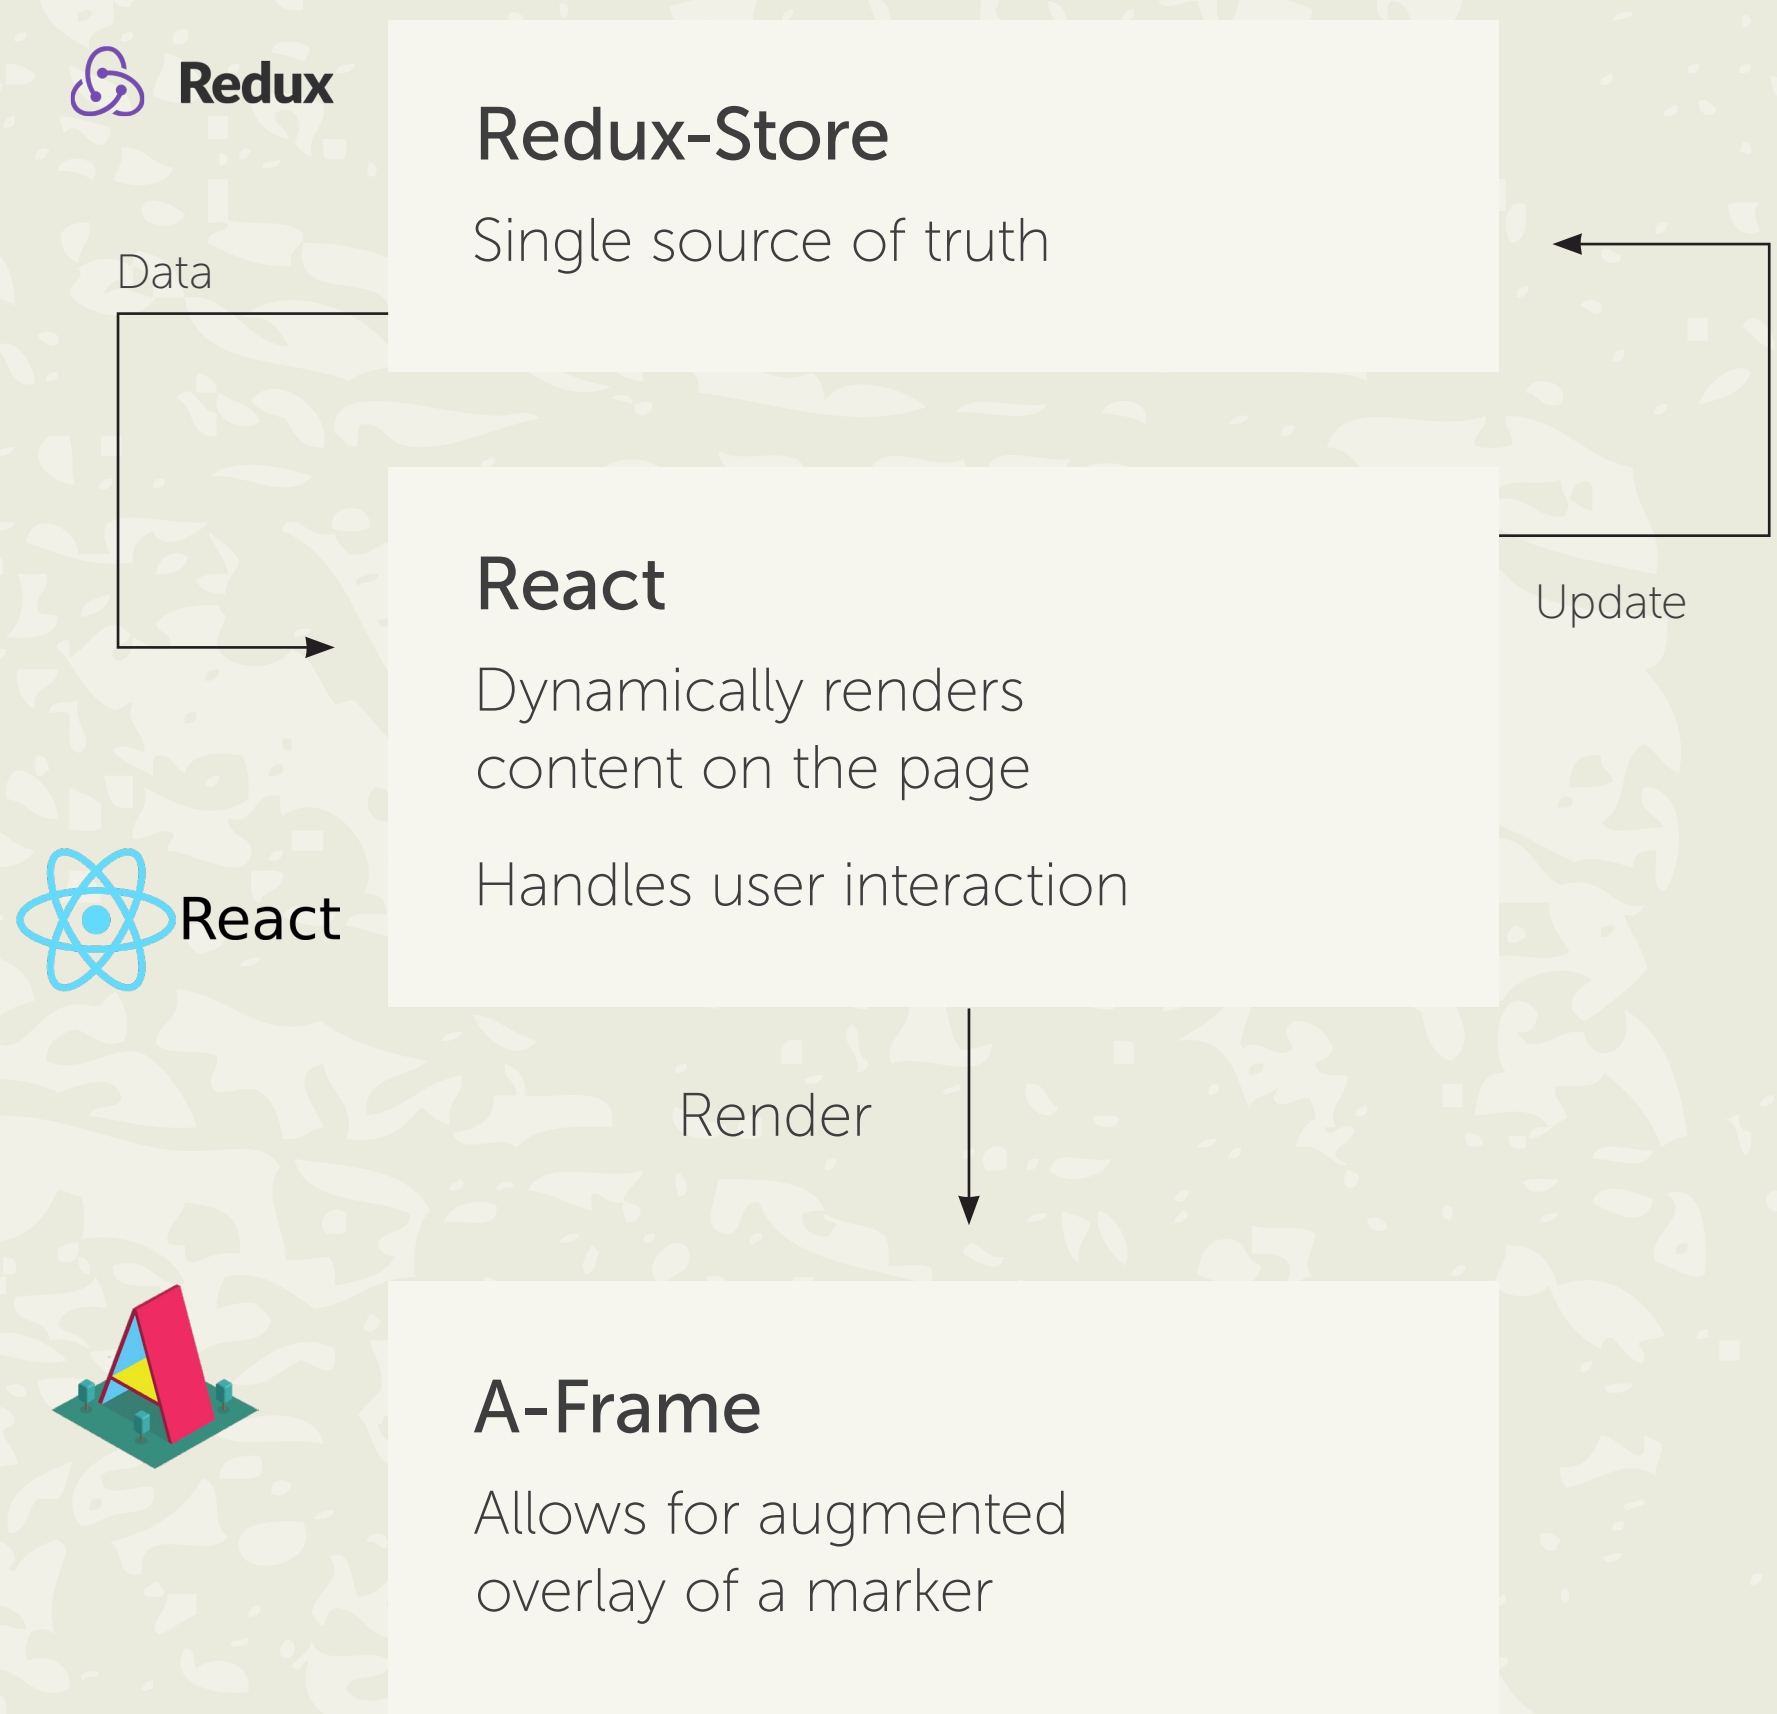 Redux
Redux-Store
Single source of truth
Data
React
Dynamically renders
content on the page
Handles user interaction
Update
React
Render
A-Frame
Allows for augmented
overlay of a marker